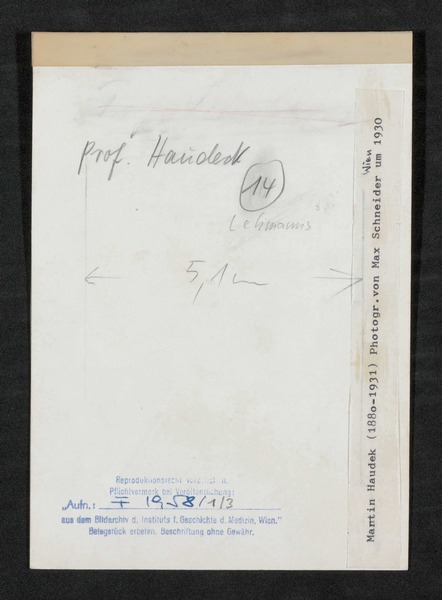 Prof. Haudeck
14
Lehmanns
5,1 cm
Reproduktionsrecht vorbehalten.
Pflichtvermerk bei Veröffentlichung:
„Aufn.: F 1958/1/3
aus dem Bildarchiv d. Instituts f. Geschichte d. Medizin, Wien."
Belegstück erbeten. Beschriftung ohne Gewähr.
Martin Haudek (1880-1931) Photogr.von Max Schneider um 1930
Wien